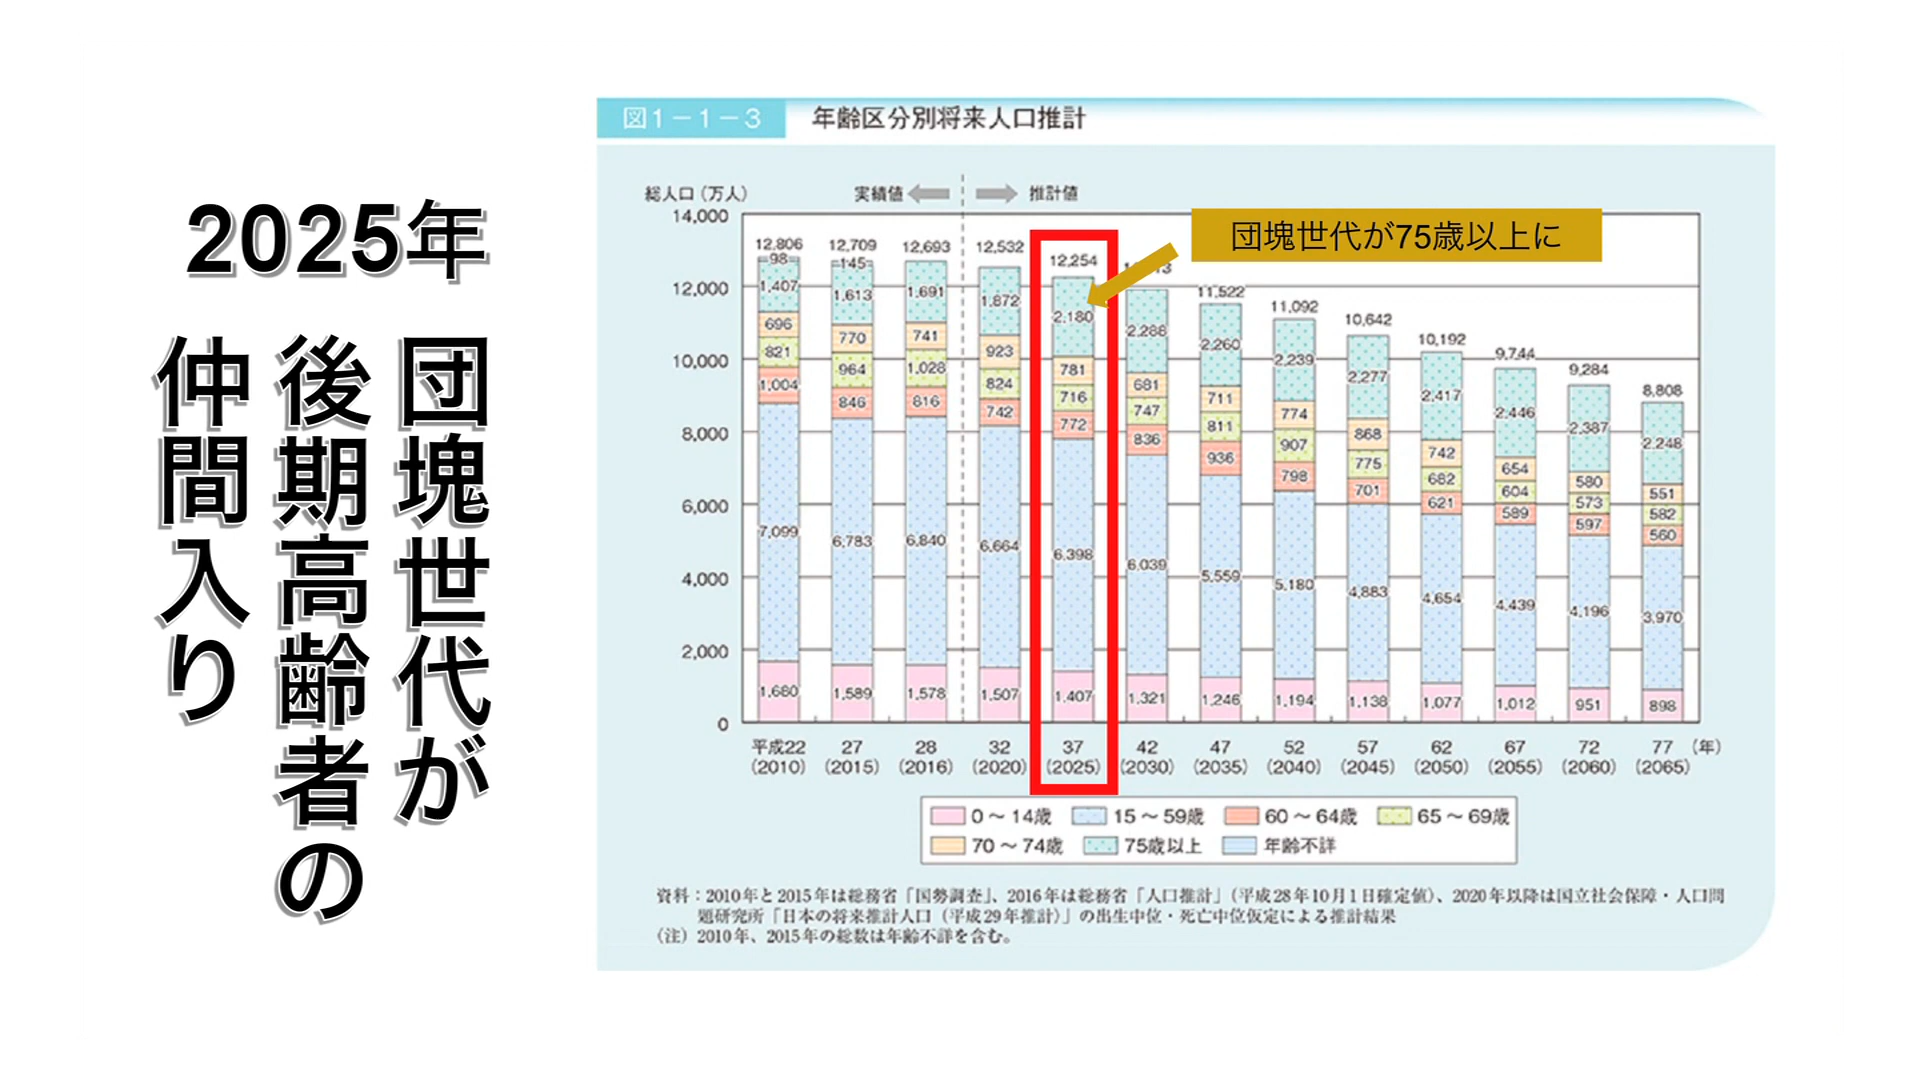 2025年
団塊世代が
後期高齢者の
仲間入り
図1－1－3 年齢区分別将来人口推計
総人口（万人） 実績値 推計値
団塊世代が75歳以上に
14,000
12,000
10,000
8,000
6,000
4,000
2,000
0
12,806 12,709 12,693 12,532 12,254 11,522 11,092 10,642 10,192 9,744 9,284 8,808
98 145
1,407 1,613 1,691 1,872 2,180 2,288 2,260 2,239 2,277 2,417 2,446 2,387 2,248
696 770 741 923 781 681 711 774 868 742 654 580 551
821 964 1,028 824 716 747 811 907 775 682 604 573 582
1,004 846 816 742 772 836 936 798 701 621 589 597 560
7,099 6,783 6,840 6,664 6,398 6,039 5,559 5,180 4,883 4,654 4,439 4,196 3,970
1,680 1,589 1,578 1,507 1,407 1,321 1,246 1,194 1,138 1,077 1,012 951 898
平成22 27 28 32 37 42 47 52 57 62 67 72 77 （年）
(2010) (2015) (2016) (2020) (2025) (2030) (2035) (2040) (2045) (2050) (2055) (2060) (2065)
0～14歳 15～59歳 60～64歳 65～69歳
70～74歳 75歳以上 年齢不詳
資料：2010年と2015年は総務省「国勢調査」、2016年は総務省「人口推計」（平成28年10月1日確定値）、2020年以降は国立社会保障・人口問
題研究所「日本の将来推計人口（平成29年推計）」の出生中位・死亡中位仮定による推計結果
（注）2010年、2015年の総数は年齢不詳を含む。